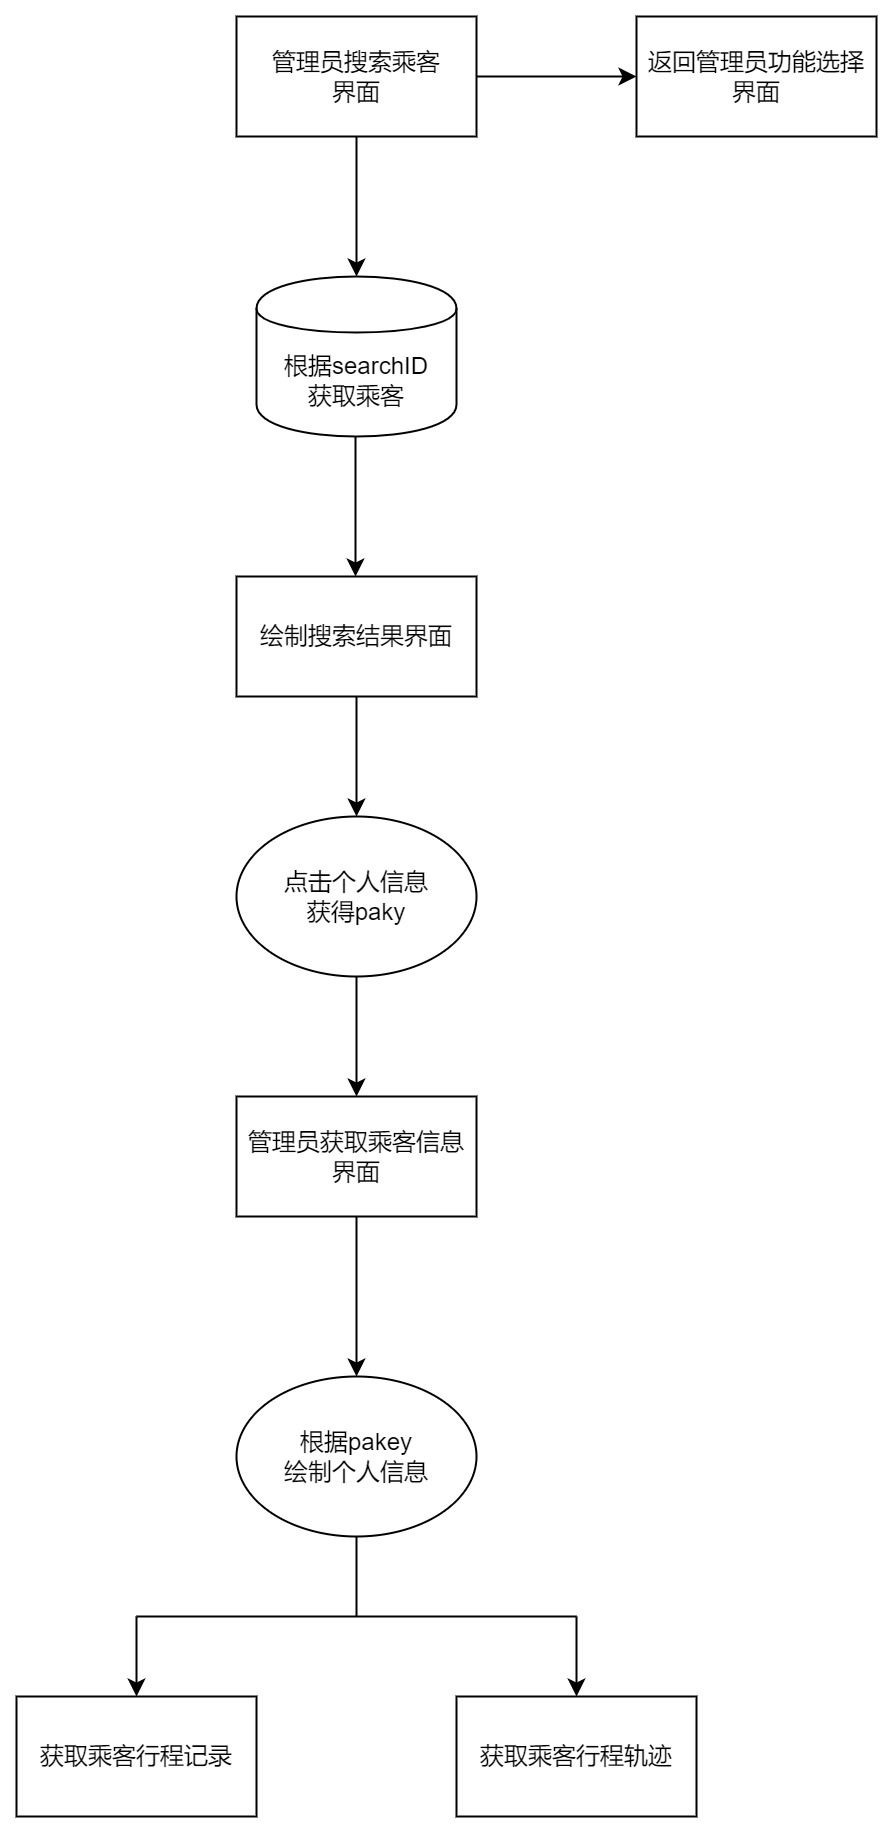 管理员搜索乘客
界面
返回管理员功能选择
界面
根据searchID
获取乘客
绘制搜索结果界面
点击个人信息
获得paky
管理员获取乘客信息
界面
根据pakey
绘制个人信息
获取乘客行程记录
获取乘客行程轨迹